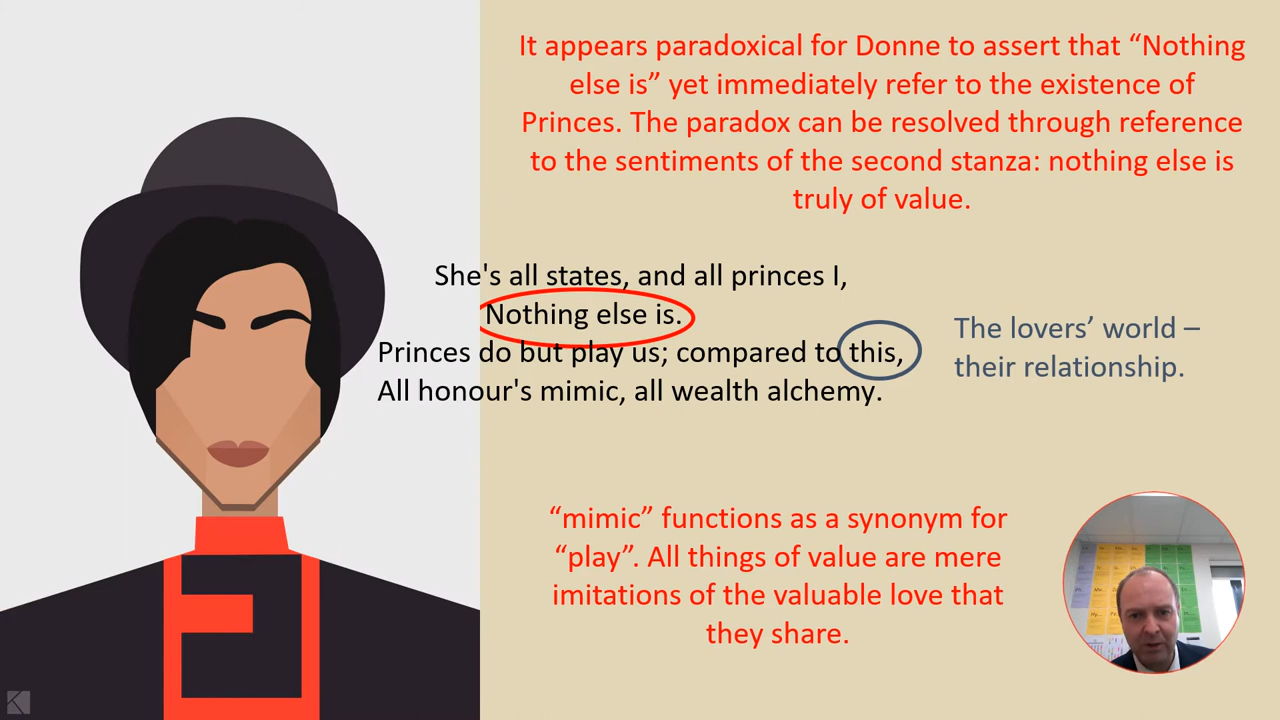 It appears paradoxical for Donne to assert that “Nothing
else is” yet immediately refer to the existence of
Princes. The paradox can be resolved through reference
to the sentiments of the second stanza: nothing else is
truly of value.
She's all states, and all princes I,
Nothing else is.
Princes do but play us; compared to this,
All honour's mimic, all wealth alchemy.
The lovers’ world –
their relationship.
“mimic” functions as a synonym for
“play”. All things of value are mere
imitations of the valuable love that
they share.